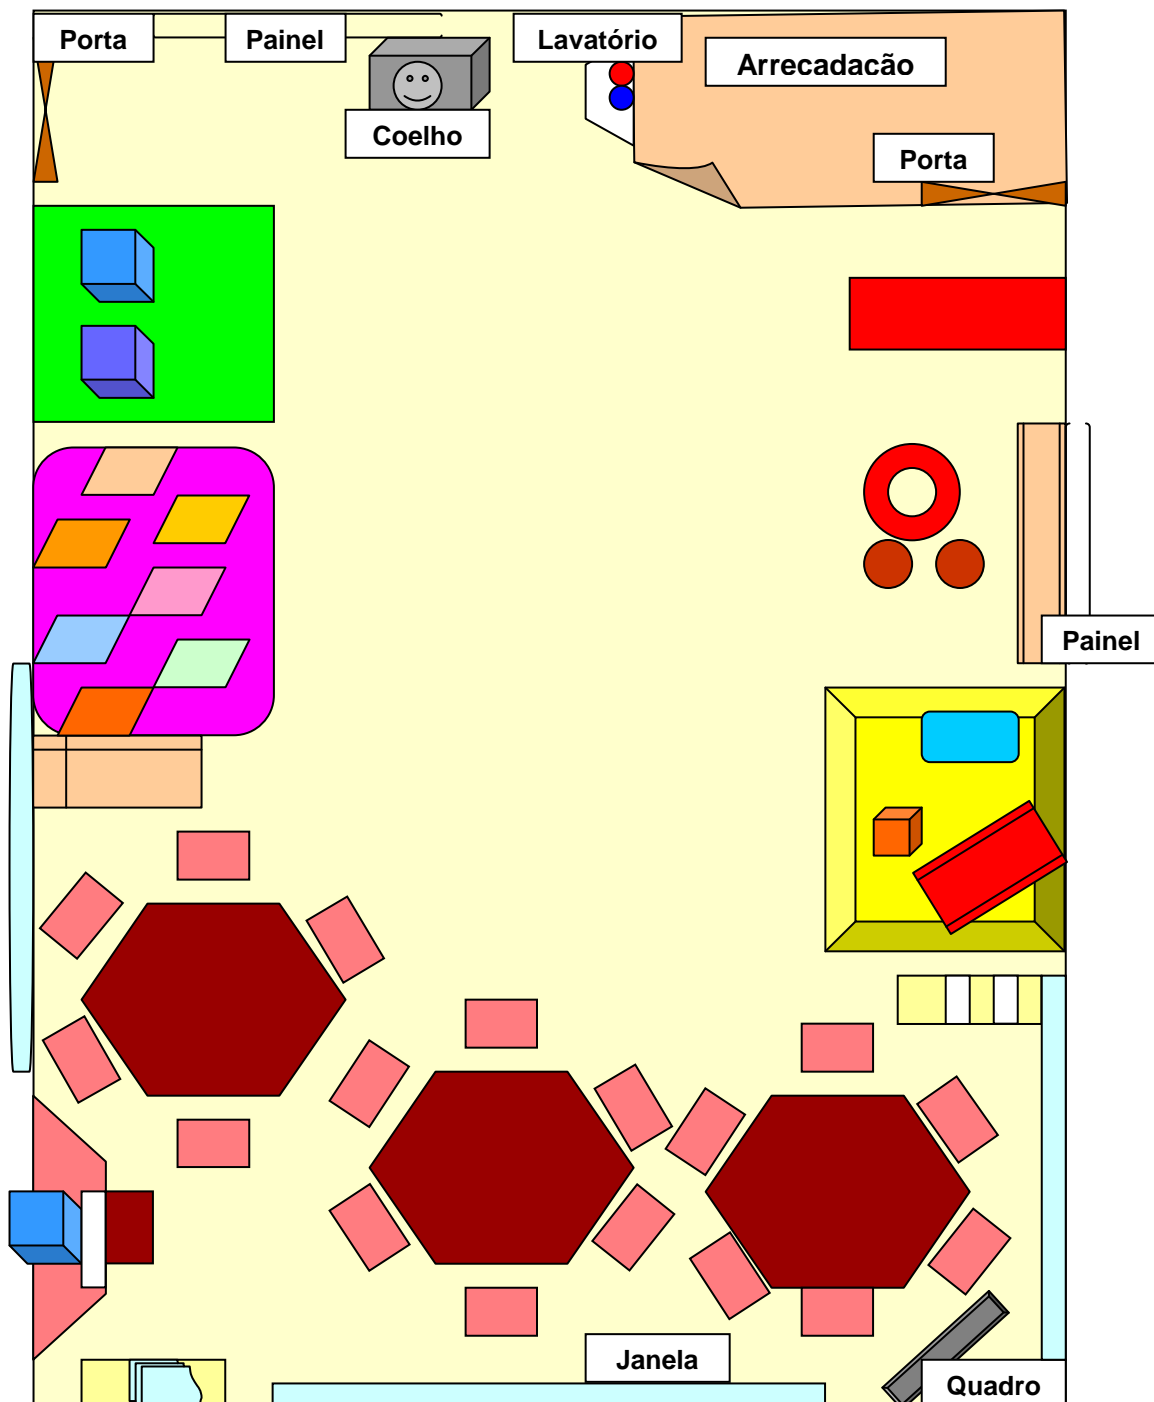 Porta
Painel
Lavatório
Arrecadacão
Coelho
Porta
Painel
Janela
Quadro